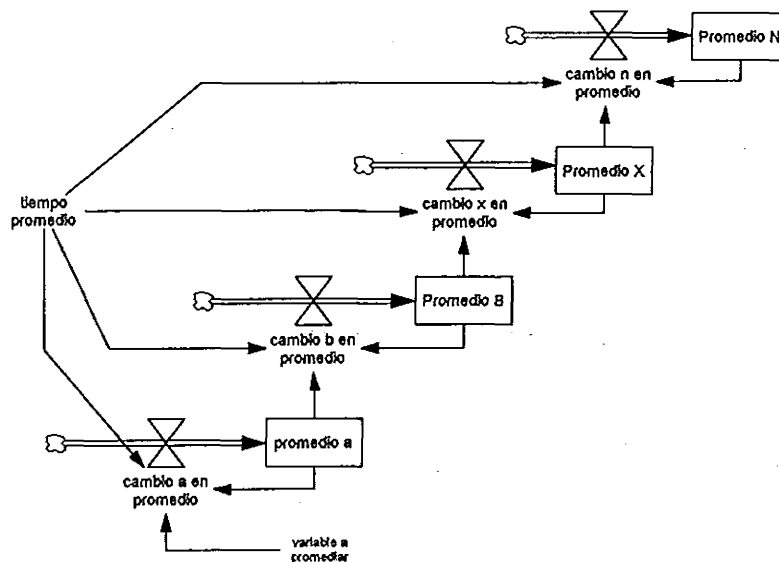 Promedio N
cambio n en
promedio
Promedio X
tiempo
promedio
cambio x en
promedio
Promedio B
cambio b en
promedio
promedio a
cambio a en
promedio
variable a
promediar